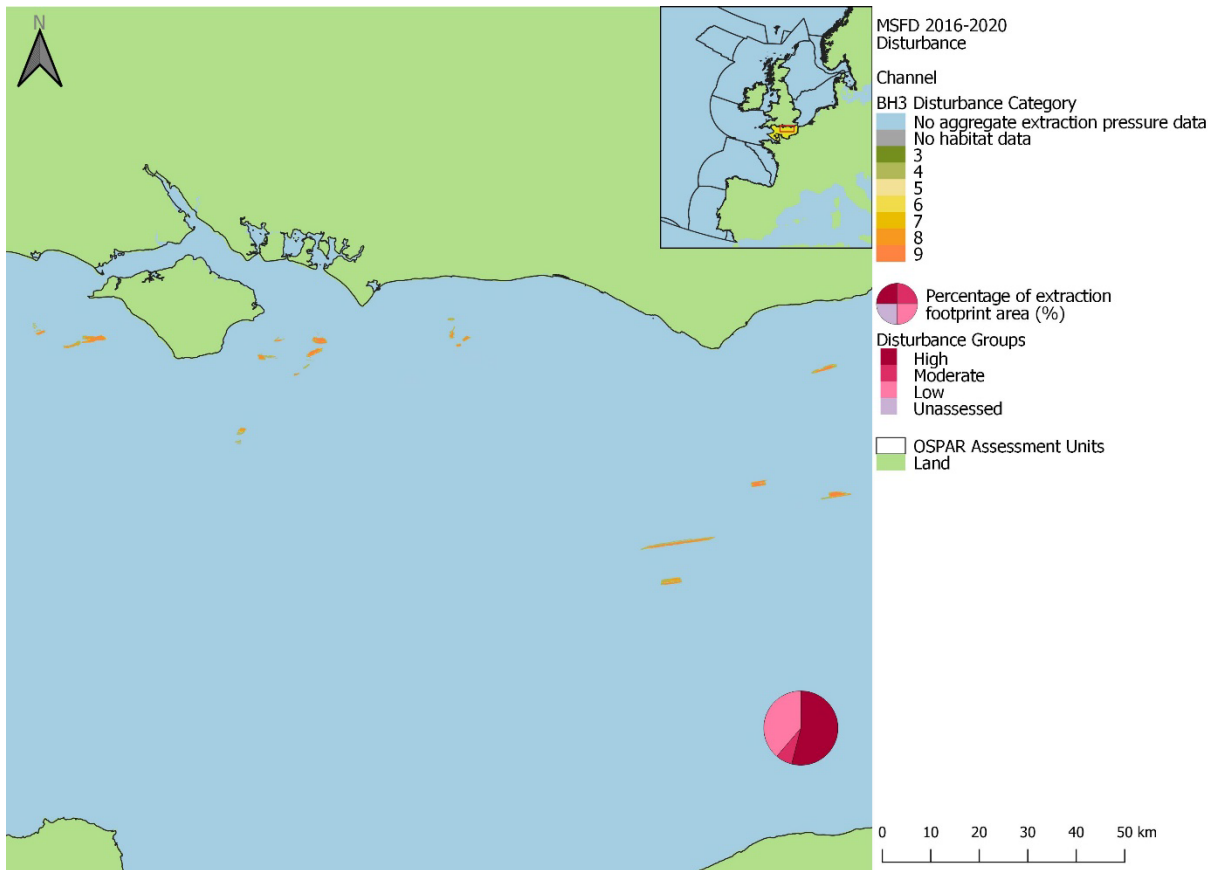 N
MSFD 2016-2020
Disturbance
Channel
BH3 Disturbance Category
No aggregate extraction pressure data
No habitat data
3
4
5
6
7
8
9
Percentage of extraction
footprint area (%)
Disturbance Groups
High
Moderate
Low
Unassessed
OSPAR Assessment Units
Land
0 10 20 30 40 50 km